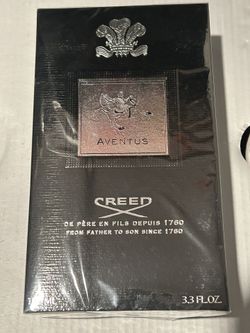 AVENTUS
CREED
DE PÈRE EN FILS DEPUIS 1760
FROM FATHER TO SON SINCE 1760
3.3 FL.OZ.